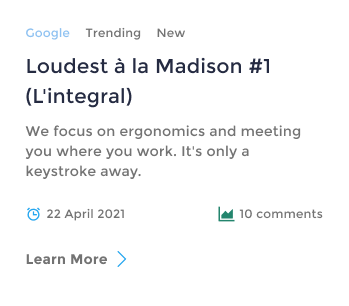 Google Trending New
Loudest à la Madison #1
(L'integral)
We focus on ergonomics and meeting
you where you work. It's only a
keystroke away.
22 April 2021 10 comments
Learn More